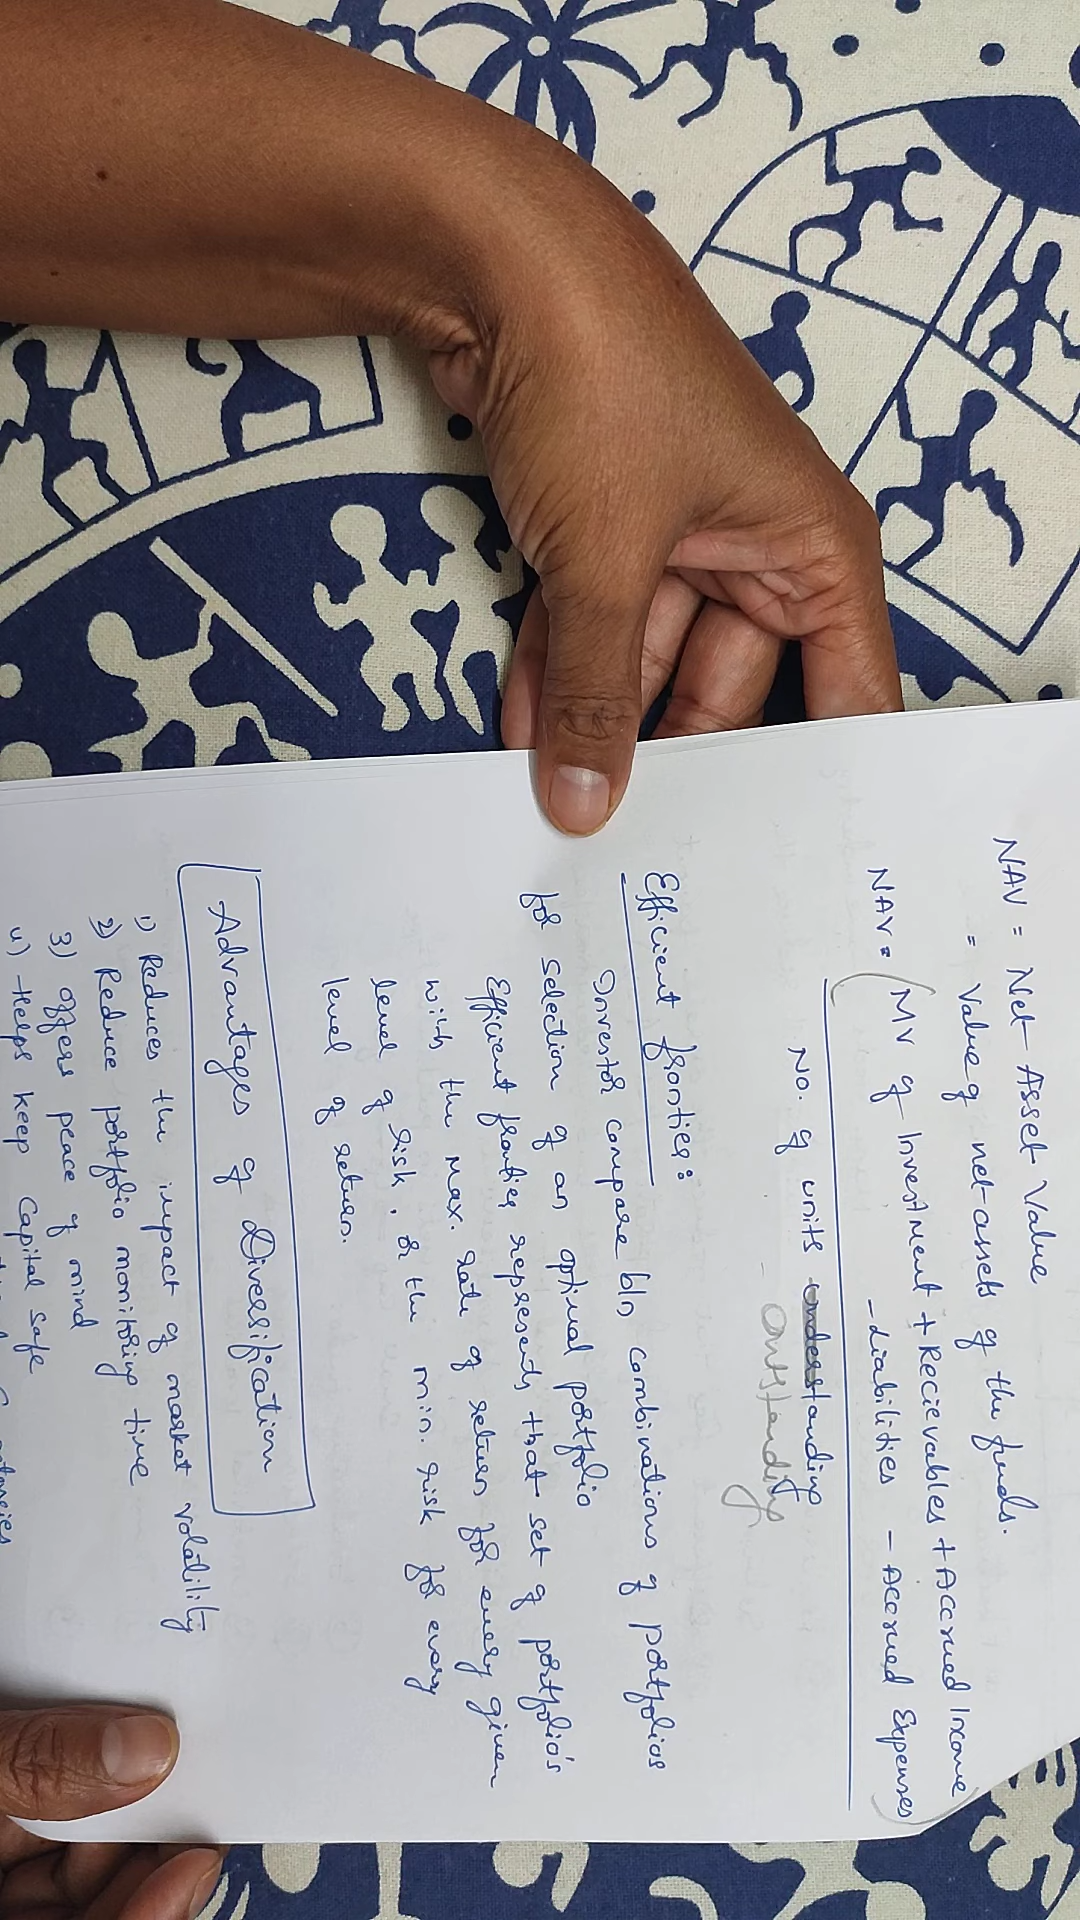 NAV = Net Asset Value
= Value of net-assets of the funds.
NAV = (MV of Investment + Recievables + Accrued Income
- Liabilities - Accrued Expenses)
No. of units understanding
outstanding
Efficient frontier:
Investor compare b/n combinations of portfolios
for selection of an optimal portfolio
Efficient frontier represents that set of portfolio's
with the max. rate of return for every given
level of risk, or the min. risk for every
level of return.
Advantages of Diversification
1) Reduces the impact of market volatility
2) Reduce portfolio monitoring time
3) offers peace of mind
4) Helps keep Capital safe